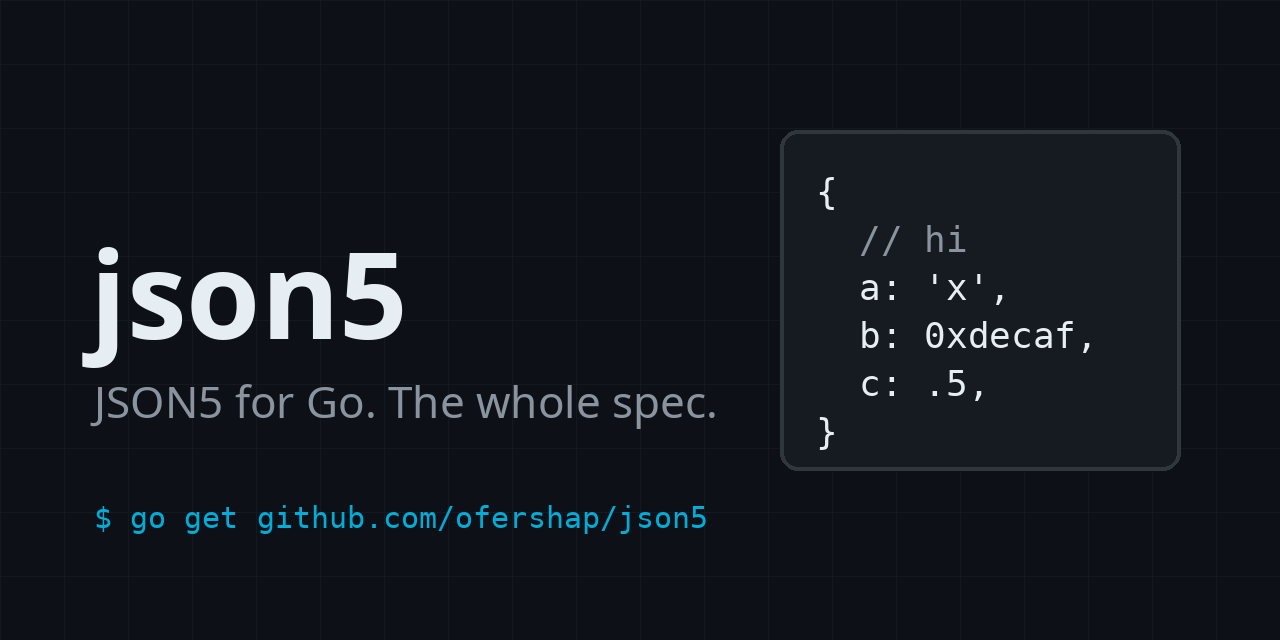 json5
JSON5 for Go. The whole spec.
$ go get github.com/ofershap/json5
{
  // hi
  a: 'x',
  b: 0xdecaf,
  c: .5,
}